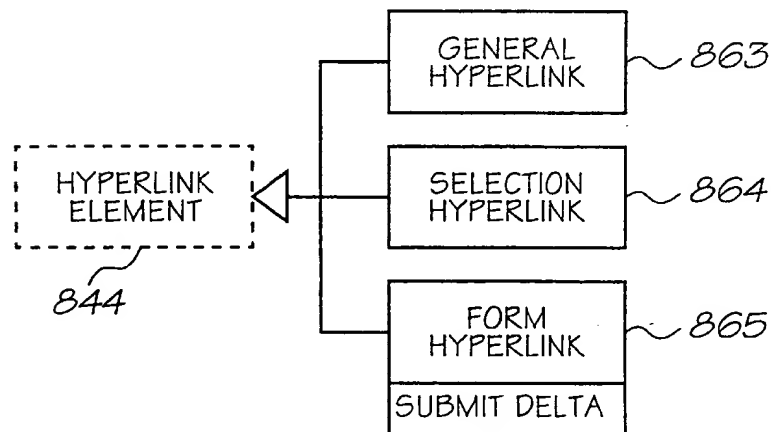 GENERAL
HYPERLINK
863
HYPERLINK
ELEMENT
844
SELECTION
HYPERLINK
864
FORM
HYPERLINK
865
SUBMIT DELTA